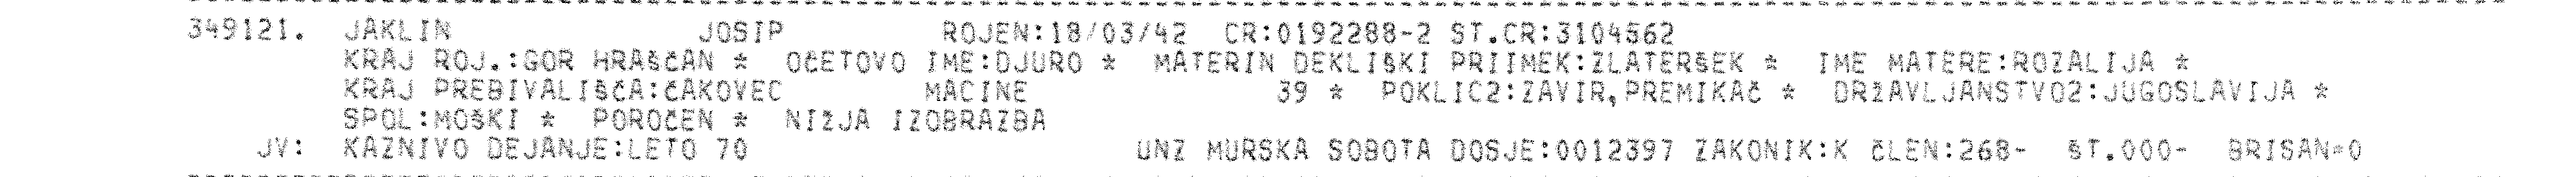 349121. JAKLIN JOSIP ROJEN:18/03/42 CR:0192288-2 ST.CR:3104562
KRAJ ROJ.:GOR HRAŠČAN * OČETOVO IME:DJURO * MATERIN DEKLIŠKI PRIIMEK:ZLATERŠEK * IME MATERE:ROZALIJA *
KRAJ PREBIVALIŠČA:ČAKOVEC MACINE 39 * POKLIC2:ZAVIR,PREMIKAČ * DRŽAVLJANSTVO2:JUGOSLAVIJA *
SPOL:MOŠKI * POROČEN * NIŽJA IZOBRAZBA
JV: KAZNIVO DEJANJE:LETO 70 UNZ MURSKA SOBOTA DOSJE:0012397 ZAKONIK:K ČLEN:268- ŠT.000- BRISAN=0